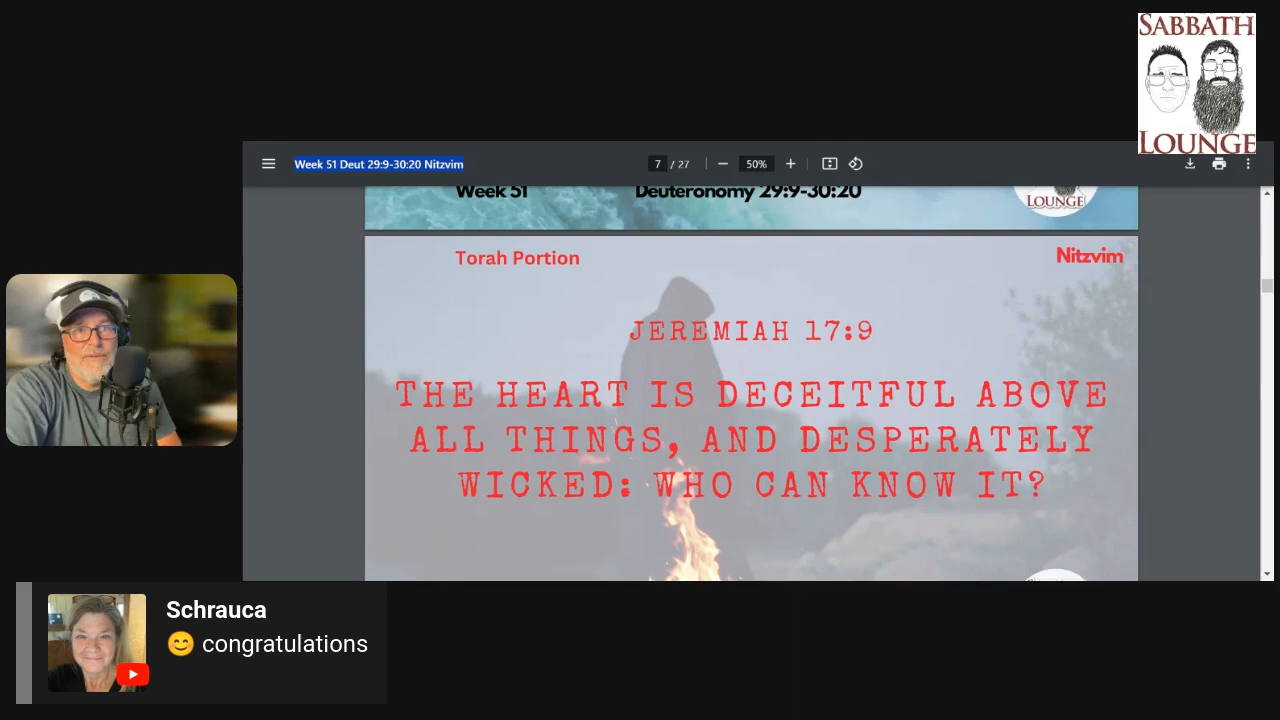 SABBATH
LOUNGE
Week 51 Deut 29:9-30:20 Nitzvim
7 / 27
50%
Week 51
Deuteronomy 29:9-30:20
LOUNGE
Torah Portion
Nitzvim
JEREMIAH 17:9
THE HEART IS DECEITFUL ABOVE
ALL THINGS, AND DESPERATELY
WICKED: WHO CAN KNOW IT?
Schrauca
😊 congratulations